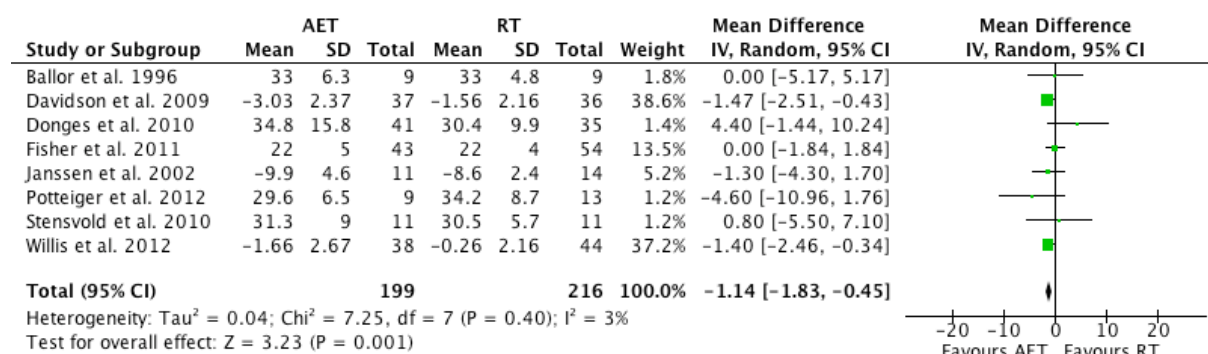 AET RT Mean Difference Mean Difference
Study or Subgroup Mean SD Total Mean SD Total Weight IV, Random, 95% CI IV, Random, 95% CI
Ballor et al. 1996 33 6.3 9 33 4.8 9 1.8% 0.00 [−5.17, 5.17]
Davidson et al. 2009 −3.03 2.37 37 −1.56 2.16 36 38.6% −1.47 [−2.51, −0.43]
Donges et al. 2010 34.8 15.8 41 30.4 9.9 35 1.4% 4.40 [−1.44, 10.24]
Fisher et al. 2011 22 5 43 22 4 54 13.5% 0.00 [−1.84, 1.84]
Janssen et al. 2002 −9.9 4.6 11 −8.6 2.4 14 5.2% −1.30 [−4.30, 1.70]
Potteiger et al. 2012 29.6 6.5 9 34.2 8.7 13 1.2% −4.60 [−10.96, 1.76]
Stensvold et al. 2010 31.3 9 11 30.5 5.7 11 1.2% 0.80 [−5.50, 7.10]
Willis et al. 2012 −1.66 2.67 38 −0.26 2.16 44 37.2% −1.40 [−2.46, −0.34]
Total (95% CI) 199 216 100.0% −1.14 [−1.83, −0.45]
Heterogeneity: Tau² = 0.04; Chi² = 7.25, df = 7 (P = 0.40); I² = 3%
Test for overall effect: Z = 3.23 (P = 0.001)
−20 −10 0 10 20
Favours AET Favours RT